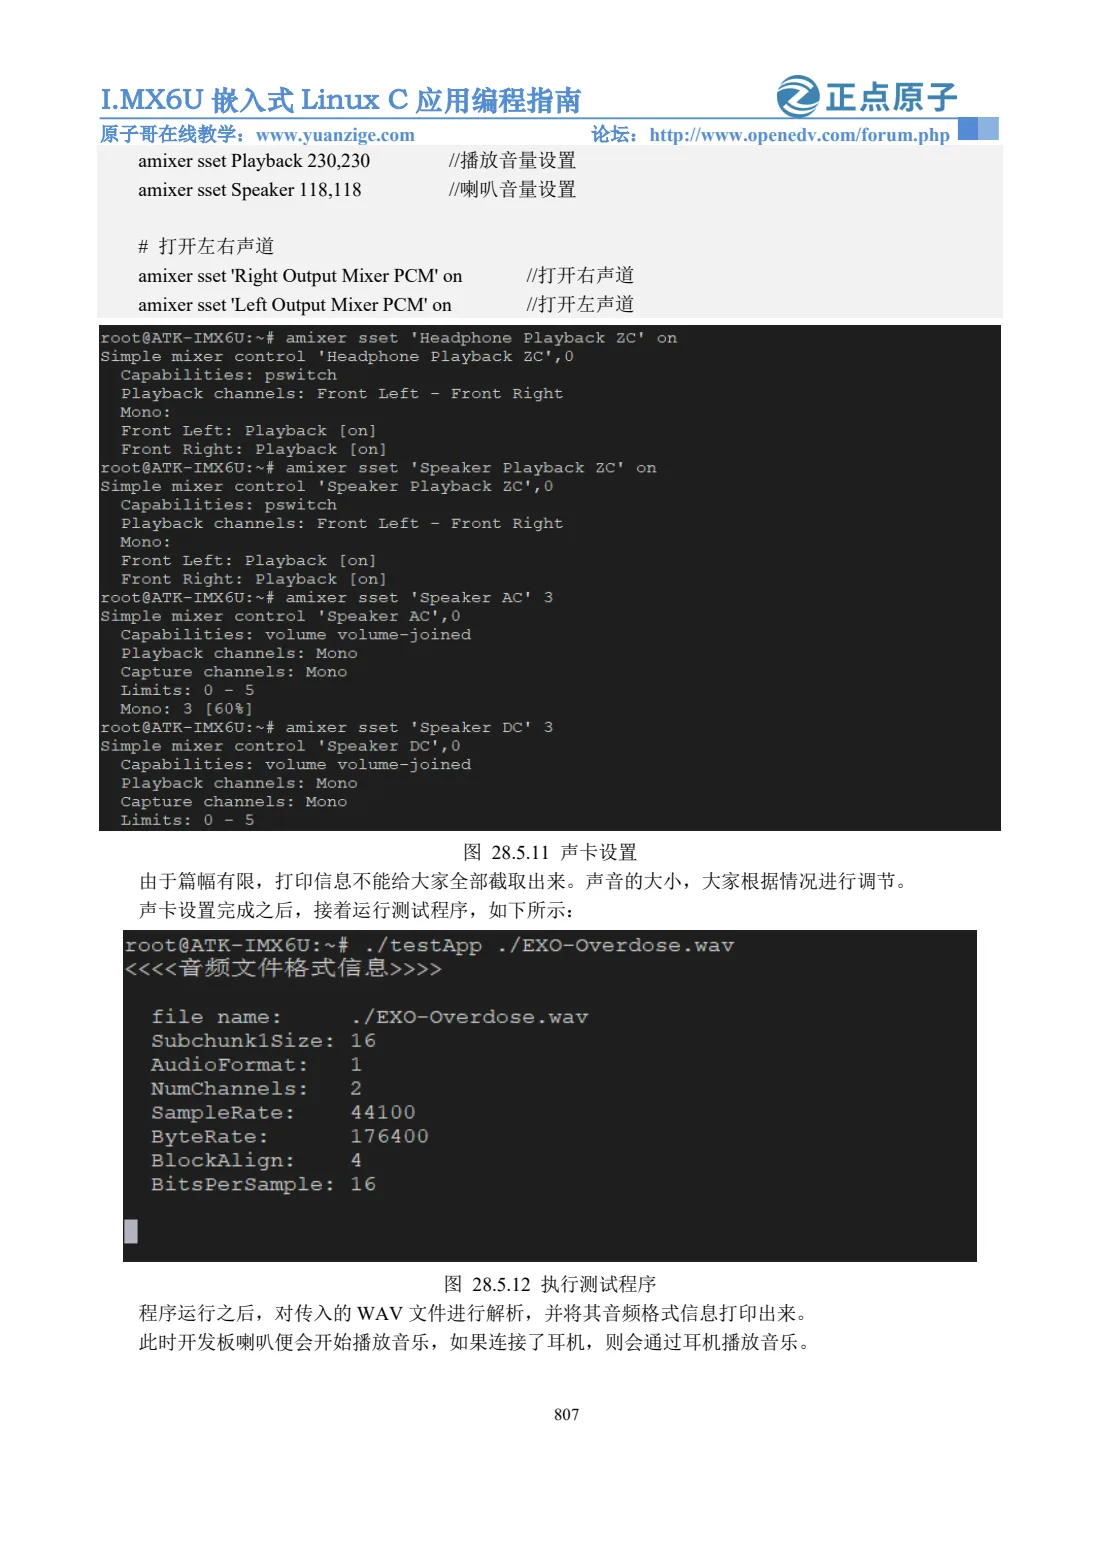 I.MX6U 嵌入式 Linux C 应用编程指南
正点原子
原子哥在线教学：www.yuanzige.com 论坛：http://www.openedv.com/forum.php
amixer sset Playback 230,230 //播放音量设置
amixer sset Speaker 118,118 //喇叭音量设置
# 打开左右声道
amixer sset 'Right Output Mixer PCM' on //打开右声道
amixer sset 'Left Output Mixer PCM' on //打开左声道
root@ATK-IMX6U:~# amixer sset 'Headphone Playback ZC' on
Simple mixer control 'Headphone Playback ZC',0
Capabilities: pswitch
Playback channels: Front Left - Front Right
Mono:
Front Left: Playback [on]
Front Right: Playback [on]
root@ATK-IMX6U:~# amixer sset 'Speaker Playback ZC' on
Simple mixer control 'Speaker Playback ZC',0
Capabilities: pswitch
Playback channels: Front Left - Front Right
Mono:
Front Left: Playback [on]
Front Right: Playback [on]
root@ATK-IMX6U:~# amixer sset 'Speaker AC' 3
Simple mixer control 'Speaker AC',0
Capabilities: volume volume-joined
Playback channels: Mono
Capture channels: Mono
Limits: 0 - 5
Mono: 3 [60%]
root@ATK-IMX6U:~# amixer sset 'Speaker DC' 3
Simple mixer control 'Speaker DC',0
Capabilities: volume volume-joined
Playback channels: Mono
Capture channels: Mono
Limits: 0 - 5
图 28.5.11 声卡设置
由于篇幅有限，打印信息不能给大家全部截取出来。声音的大小，大家根据情况进行调节。
声卡设置完成之后，接着运行测试程序，如下所示：
root@ATK-IMX6U:~# ./testApp ./EXO-Overdose.wav
<<<<音频文件格式信息>>>>
file name: ./EXO-Overdose.wav
Subchunk1Size: 16
AudioFormat: 1
NumChannels: 2
SampleRate: 44100
ByteRate: 176400
BlockAlign: 4
BitsPerSample: 16
图 28.5.12 执行测试程序
程序运行之后，对传入的 WAV 文件进行解析，并将其音频格式信息打印出来。
此时开发板喇叭便会开始播放音乐，如果连接了耳机，则会通过耳机播放音乐。
807